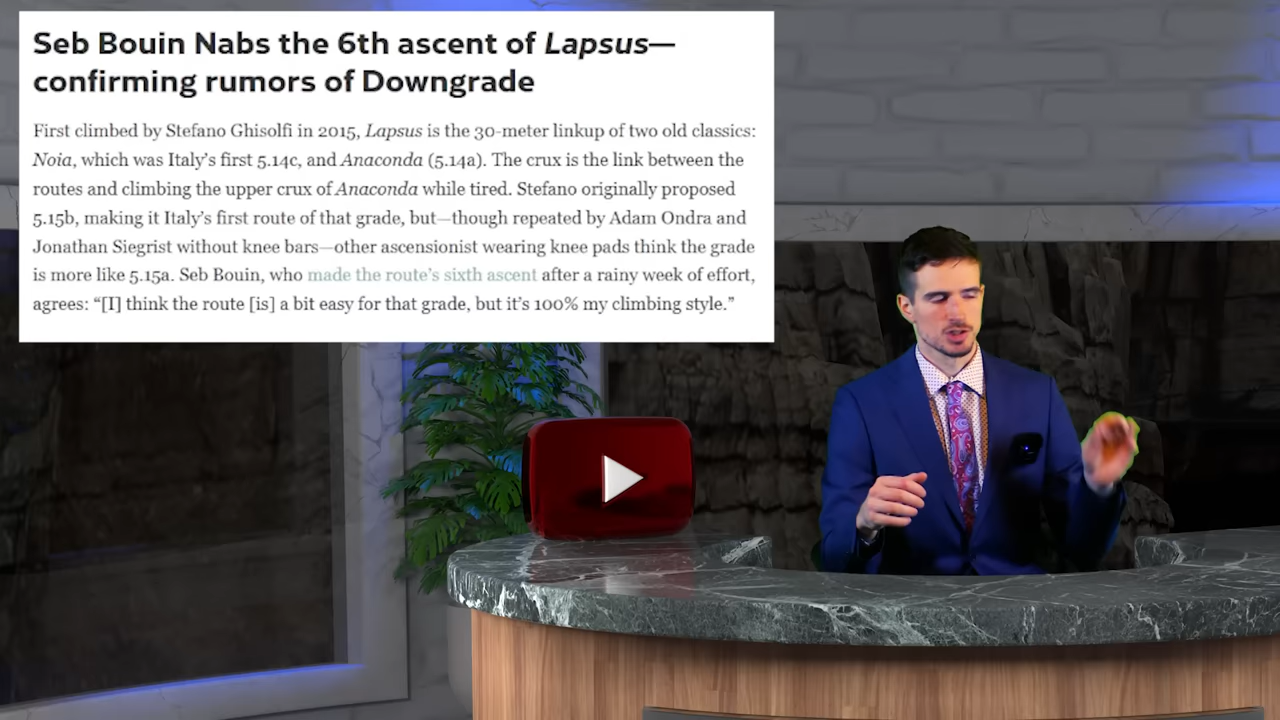 Seb Bouin Nabs the 6th ascent of Lapsus—
confirming rumors of Downgrade
First climbed by Stefano Ghisolfi in 2015, Lapsus is the 30-meter linkup of two old classics:
Noia, which was Italy's first 5.14c, and Anaconda (5.14a). The crux is the link between the
routes and climbing the upper crux of Anaconda while tired. Stefano originally proposed
5.15b, making it Italy's first route of that grade, but—though repeated by Adam Ondra and
Jonathan Siegrist without knee bars—other ascensionist wearing knee pads think the grade
is more like 5.15a. Seb Bouin, who made the route's sixth ascent after a rainy week of effort,
agrees: “[I] think the route [is] a bit easy for that grade, but it's 100% my climbing style.”